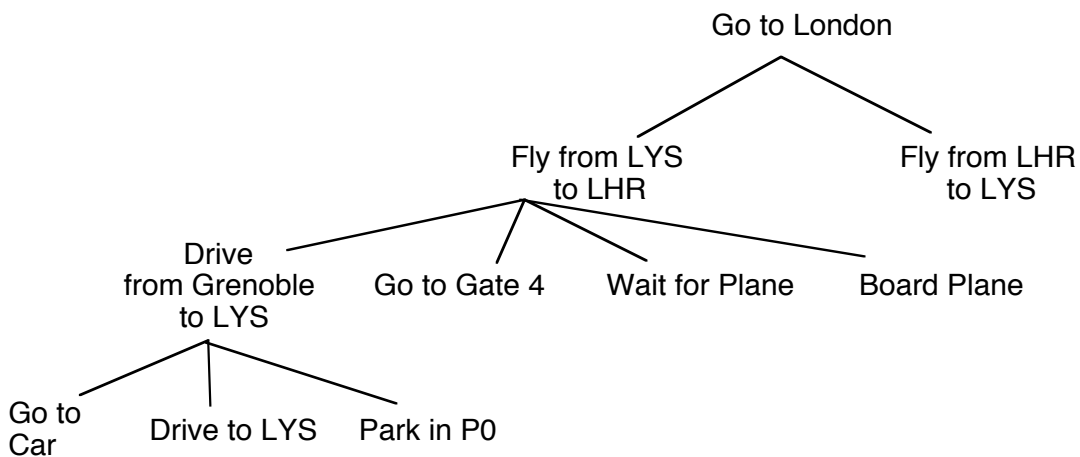 Go to London
Fly from LYS
to LHR
Fly from LHR
to LYS
Drive
from Grenoble
to LYS
Go to Gate 4
Wait for Plane
Board Plane
Go to
Car
Drive to LYS
Park in P0